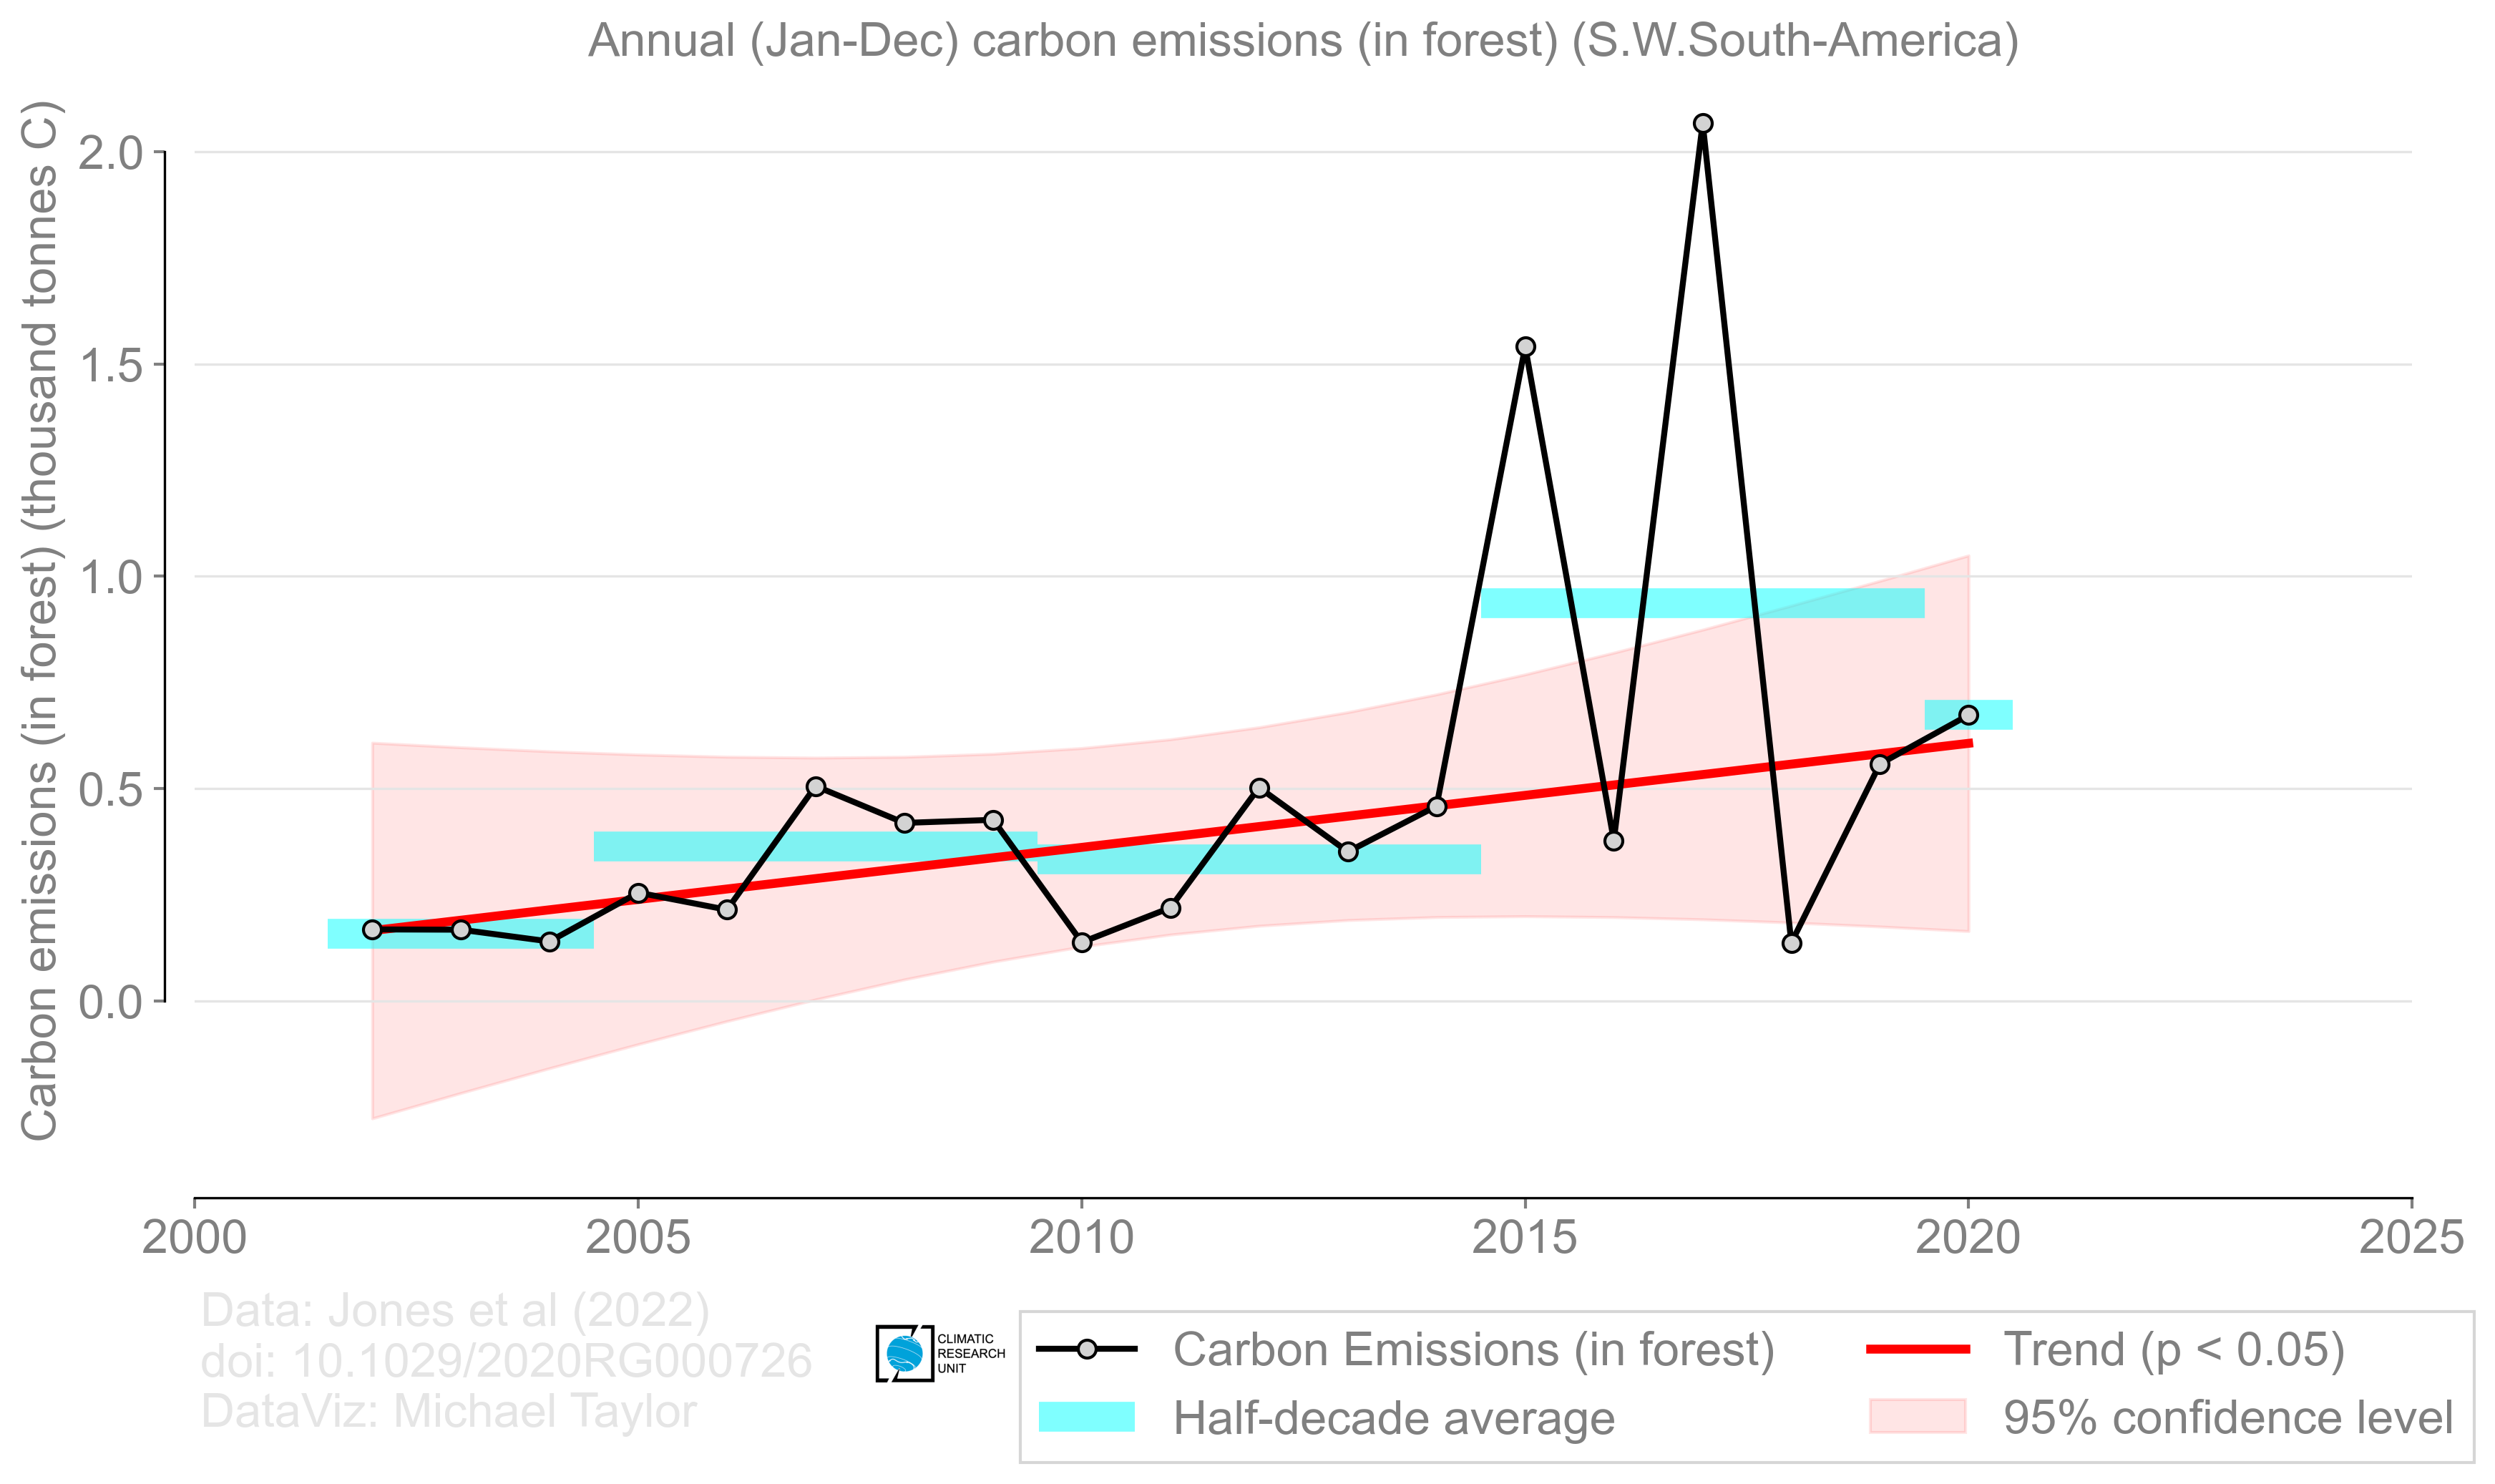 Annual (Jan-Dec) carbon emissions (in forest) (S.W.South-America)
Carbon emissions (in forest) (thousand tonnes C)
2.0
1.5
1.0
0.5
0.0
2000 2005 2010 2015 2020 2025
Data: Jones et al (2022)
doi: 10.1029/2020RG000726
DataViz: Michael Taylor
CLIMATIC
RESEARCH
UNIT
Carbon Emissions (in forest)
Half-decade average
Trend (p < 0.05)
95% confidence level